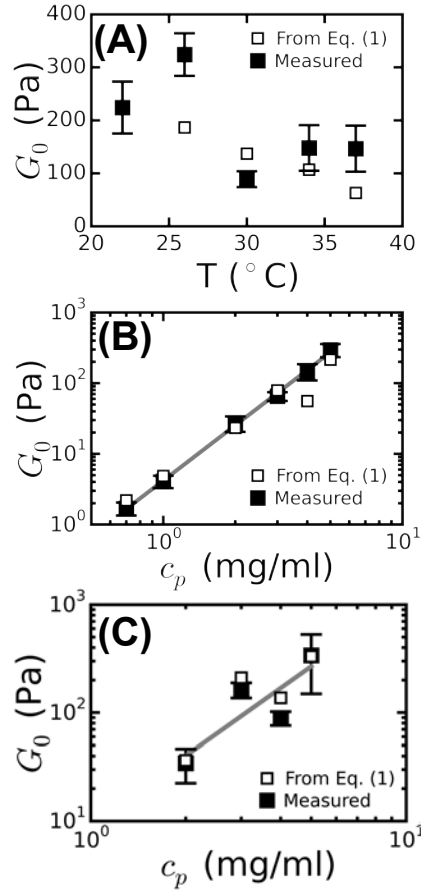 (A)
400
300
200
100
0
G₀ (Pa)
From Eq. (1)
Measured
20 25 30 35 40
T (°C)
(B)
10³
10²
10¹
10⁰
G₀ (Pa)
From Eq. (1)
Measured
10⁰ 10¹
cₚ (mg/ml)
(C)
10³
10²
10¹
G₀ (Pa)
From Eq. (1)
Measured
10⁰ 10¹
cₚ (mg/ml)